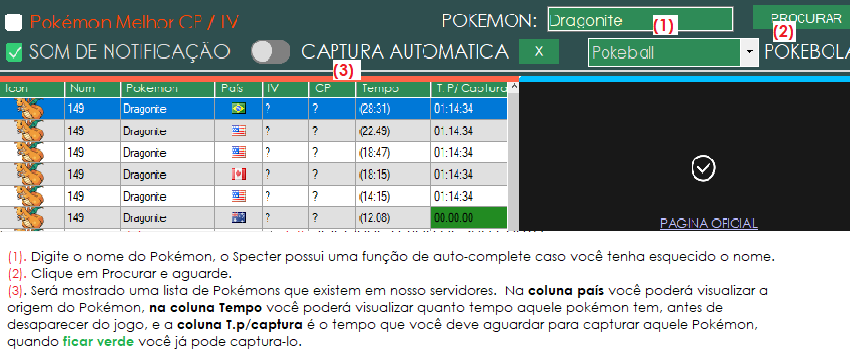 Pokémon Melhor CP / IV
POKEMON: Dragonite (1) PROCURAR
(2)
SOM DE NOTIFICAÇÃO CAPTURA AUTOMATICA X Pokeball POKEBOLA
(3)
Icon Num Pokemon País IV CP Tempo T. P/ Captura
149 Dragonite ? ? (28:31) 01:14:34
149 Dragonite ? ? (22:49) 01:14:34
149 Dragonite ? ? (18:47) 01:14:34
149 Dragonite ? ? (18:15) 01:14:34
149 Dragonite ? ? (14:15) 01:14:34
149 Dragonite ? ? (12:08) 00:00:00
PAGINA OFICIAL
(1). Digite o nome do Pokémon, o Specter possui uma função de auto-complete caso você tenha esquecido o nome.
(2). Clique em Procurar e aguarde.
(3). Será mostrado uma lista de Pokémons que existem em nosso servidores. Na coluna país você poderá visualizar a
origem do Pokémon, na coluna Tempo você poderá visualizar quanto tempo aquele pokémon tem, antes de
desaparecer do jogo, e a coluna T.p/captura é o tempo que você deve aguardar para capturar aquele Pokémon,
quando ficar verde você já pode captura-lo.